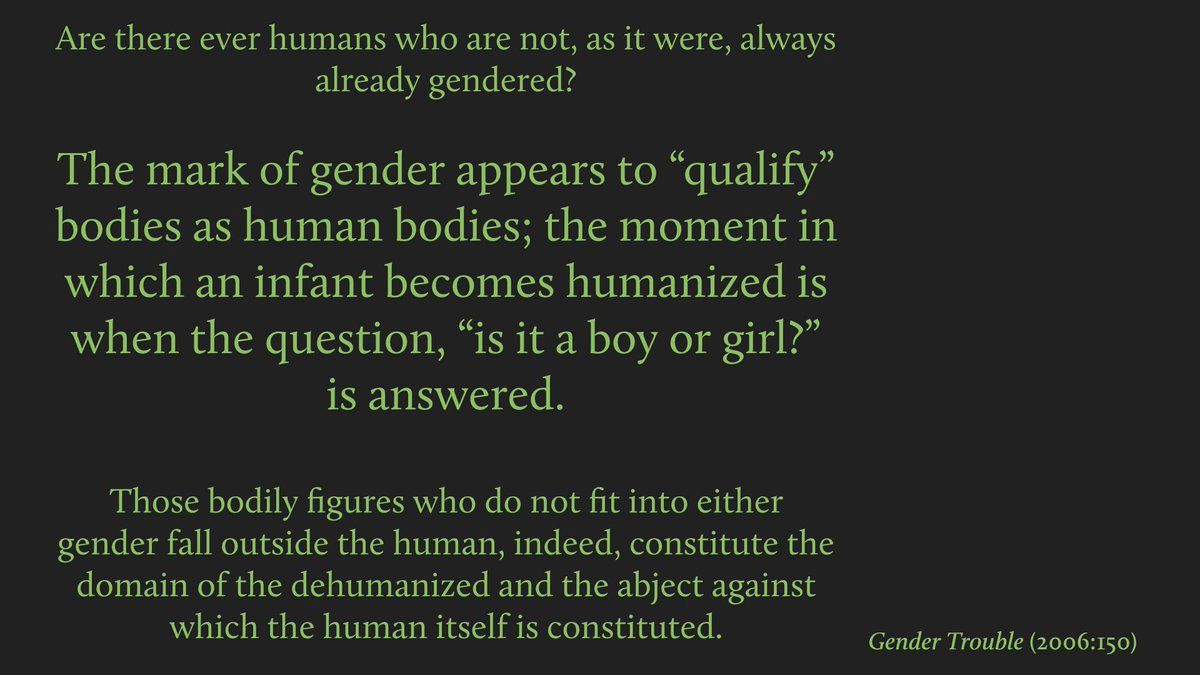 Are there ever humans who are not, as it were, always
already gendered?
The mark of gender appears to “qualify”
bodies as human bodies; the moment in
which an infant becomes humanized is
when the question, “is it a boy or girl?”
is answered.
Those bodily figures who do not fit into either
gender fall outside the human, indeed, constitute the
domain of the dehumanized and the abject against
which the human itself is constituted.
Gender Trouble (2006:150)